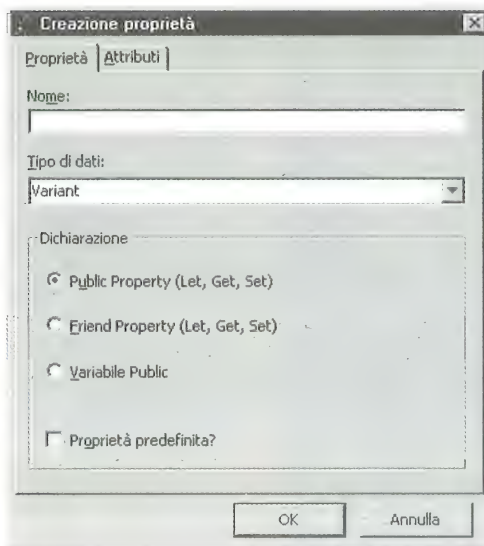 Creazione proprietà
Proprietà Attributi
Nome:
Tipo di dati:
Variant
Dichiarazione
Public Property (Let, Get, Set)
Friend Property (Let, Get, Set)
Variabile Public
Proprietà predefinita?
OK Annulla